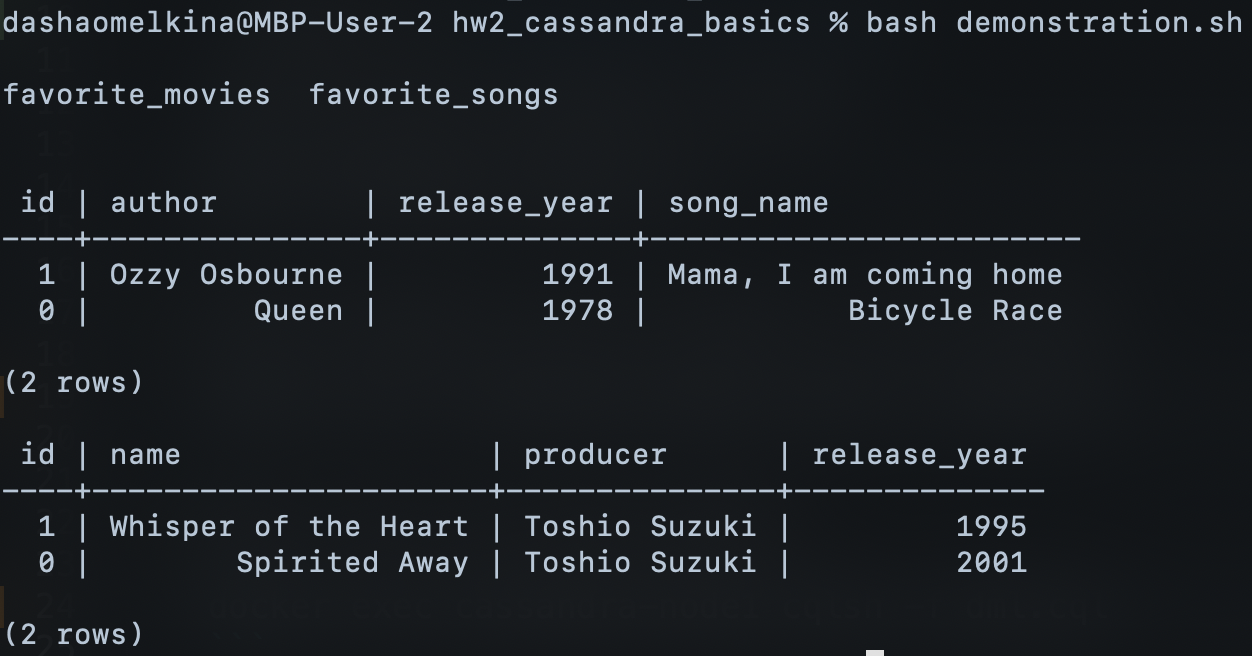 dashaomelkina@MBP-User-2 hw2_cassandra_basics % bash demonstration.sh
favorite_movies  favorite_songs
 id | author        | release_year | song_name
----+---------------+--------------+------------------------
  1 | Ozzy Osbourne |         1991 | Mama, I am coming home
  0 |         Queen |         1978 |           Bicycle Race
(2 rows)
 id | name                 | producer      | release_year
----+----------------------+---------------+--------------
  1 | Whisper of the Heart | Toshio Suzuki |         1995
  0 |        Spirited Away | Toshio Suzuki |         2001
(2 rows)